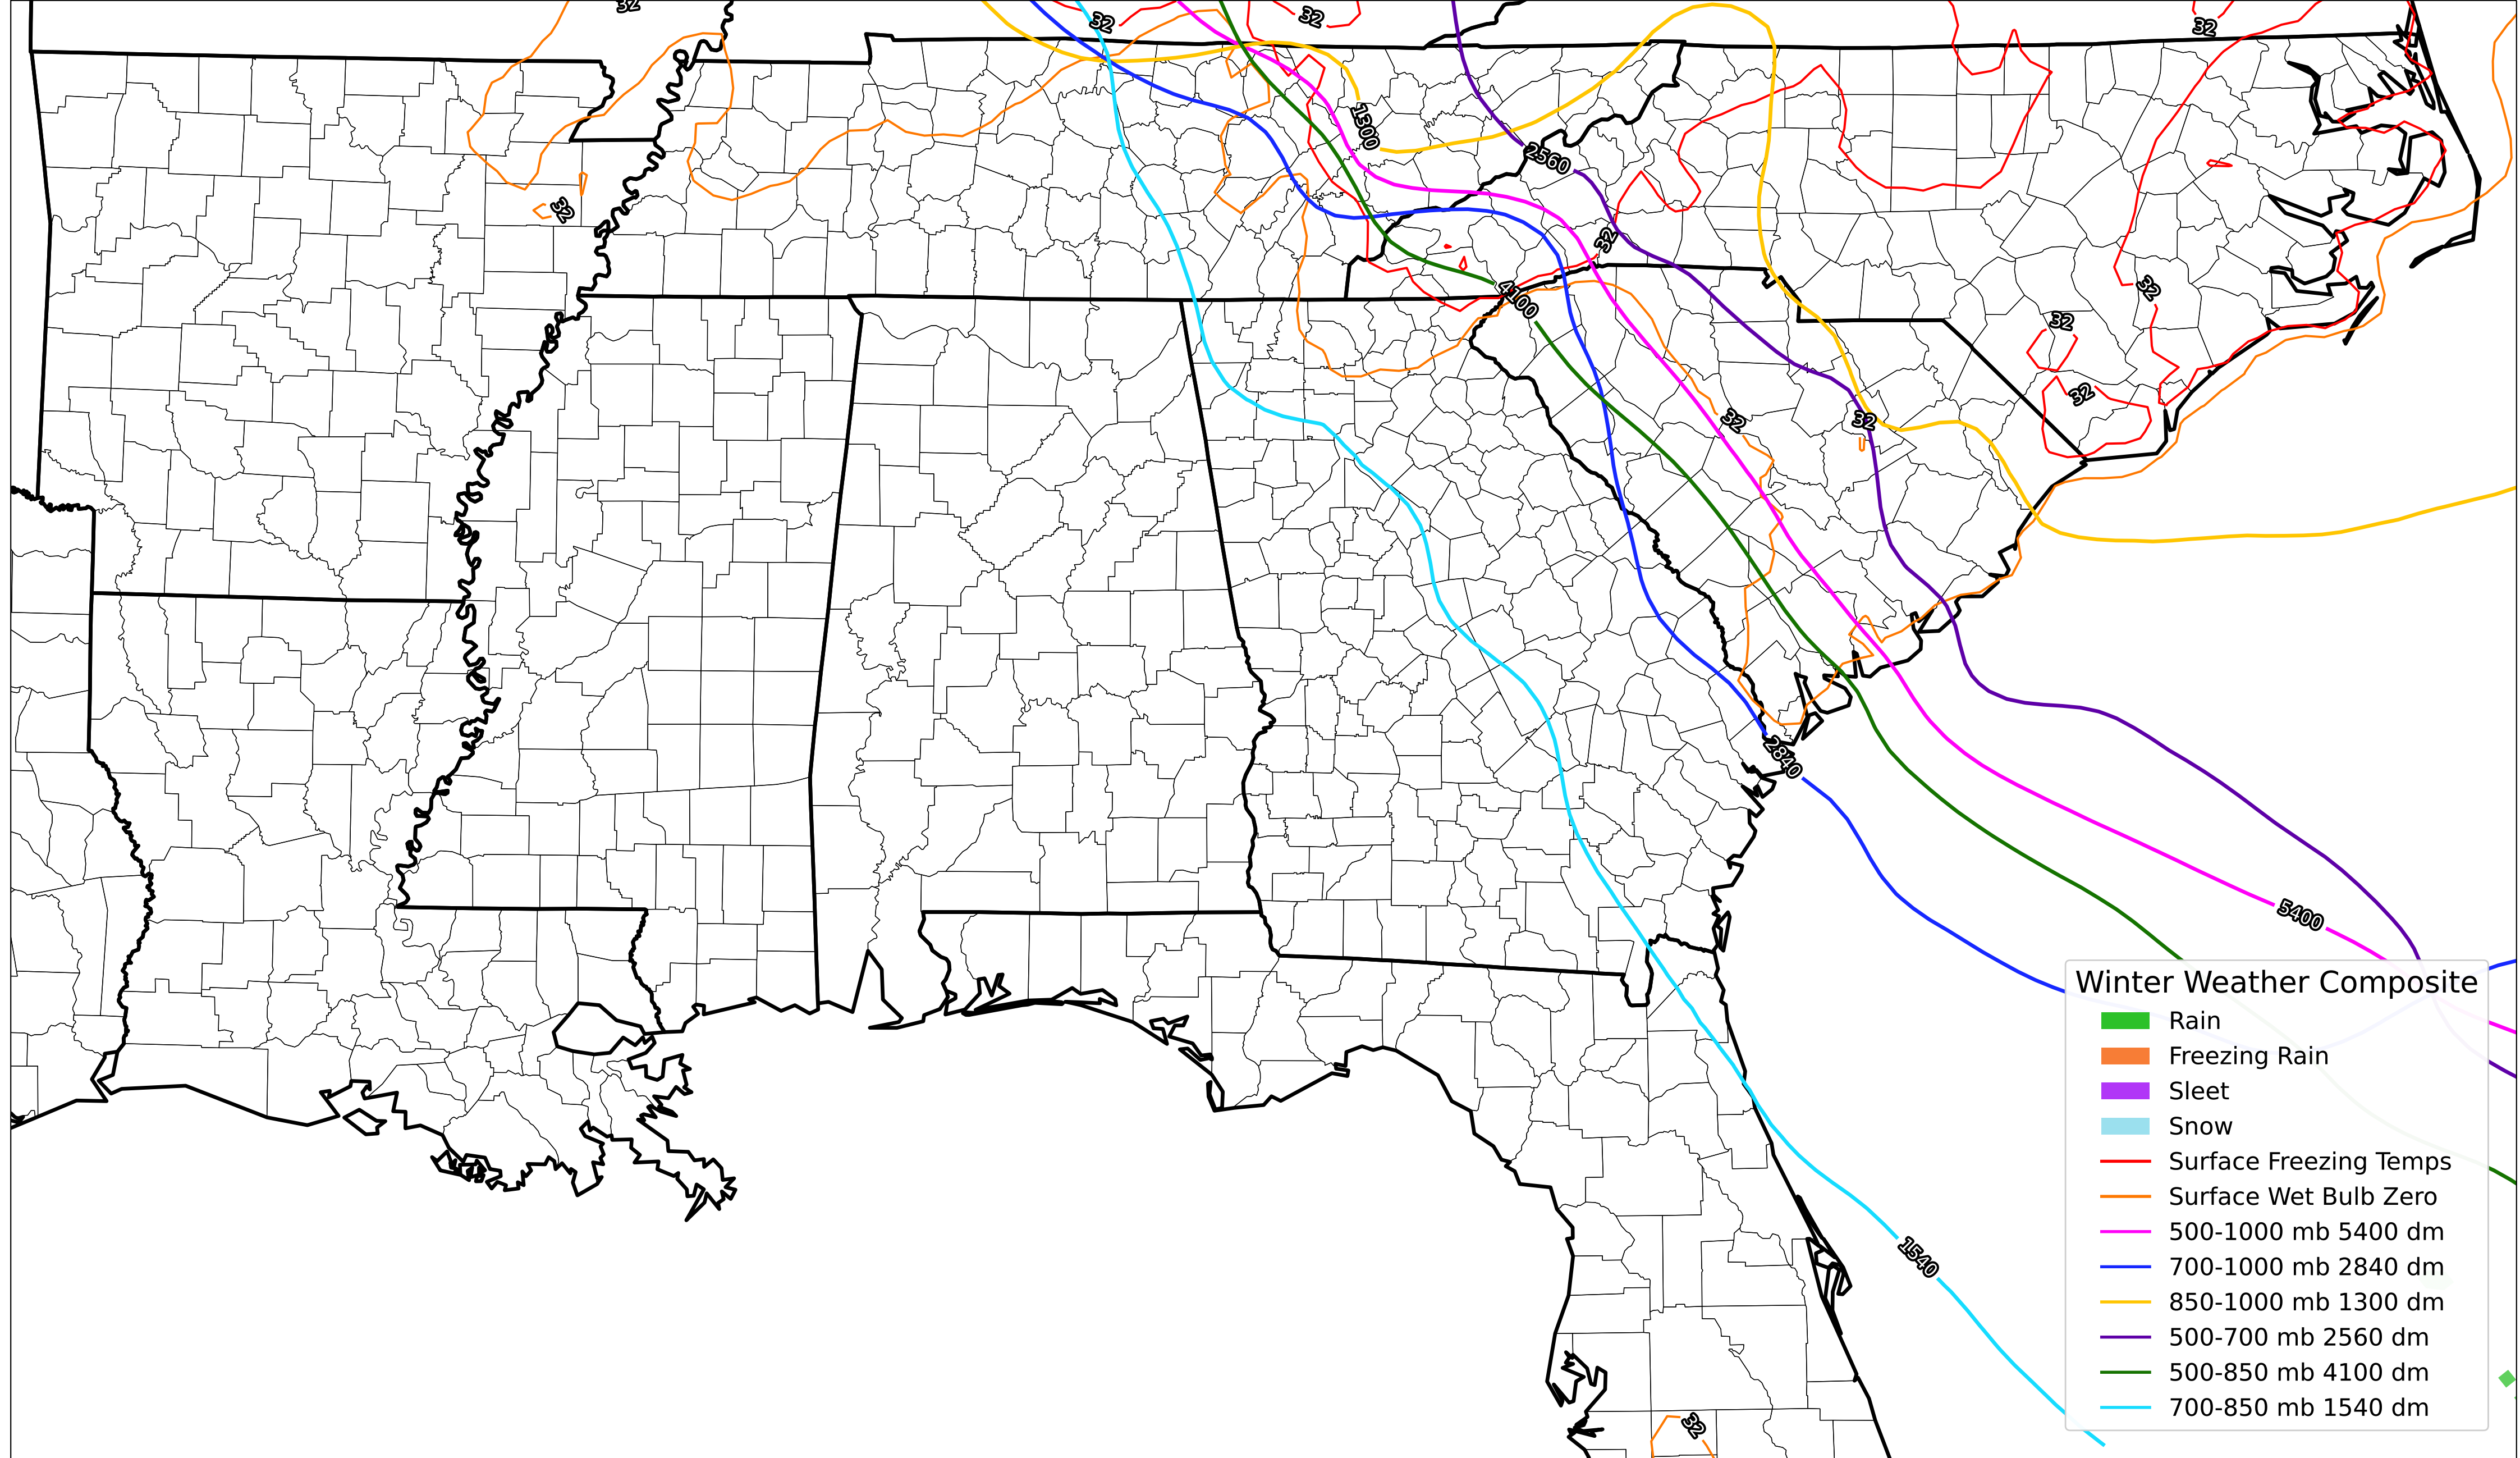 32
32
32
32
1300
2560
32
32
4100
32
32
32
32
32
2840
5400
Winter Weather Composite
Rain
Freezing Rain
Sleet
Snow
Surface Freezing Temps
Surface Wet Bulb Zero
500-1000 mb 5400 dm
700-1000 mb 2840 dm
850-1000 mb 1300 dm
500-700 mb 2560 dm
500-850 mb 4100 dm
700-850 mb 1540 dm
1540
32